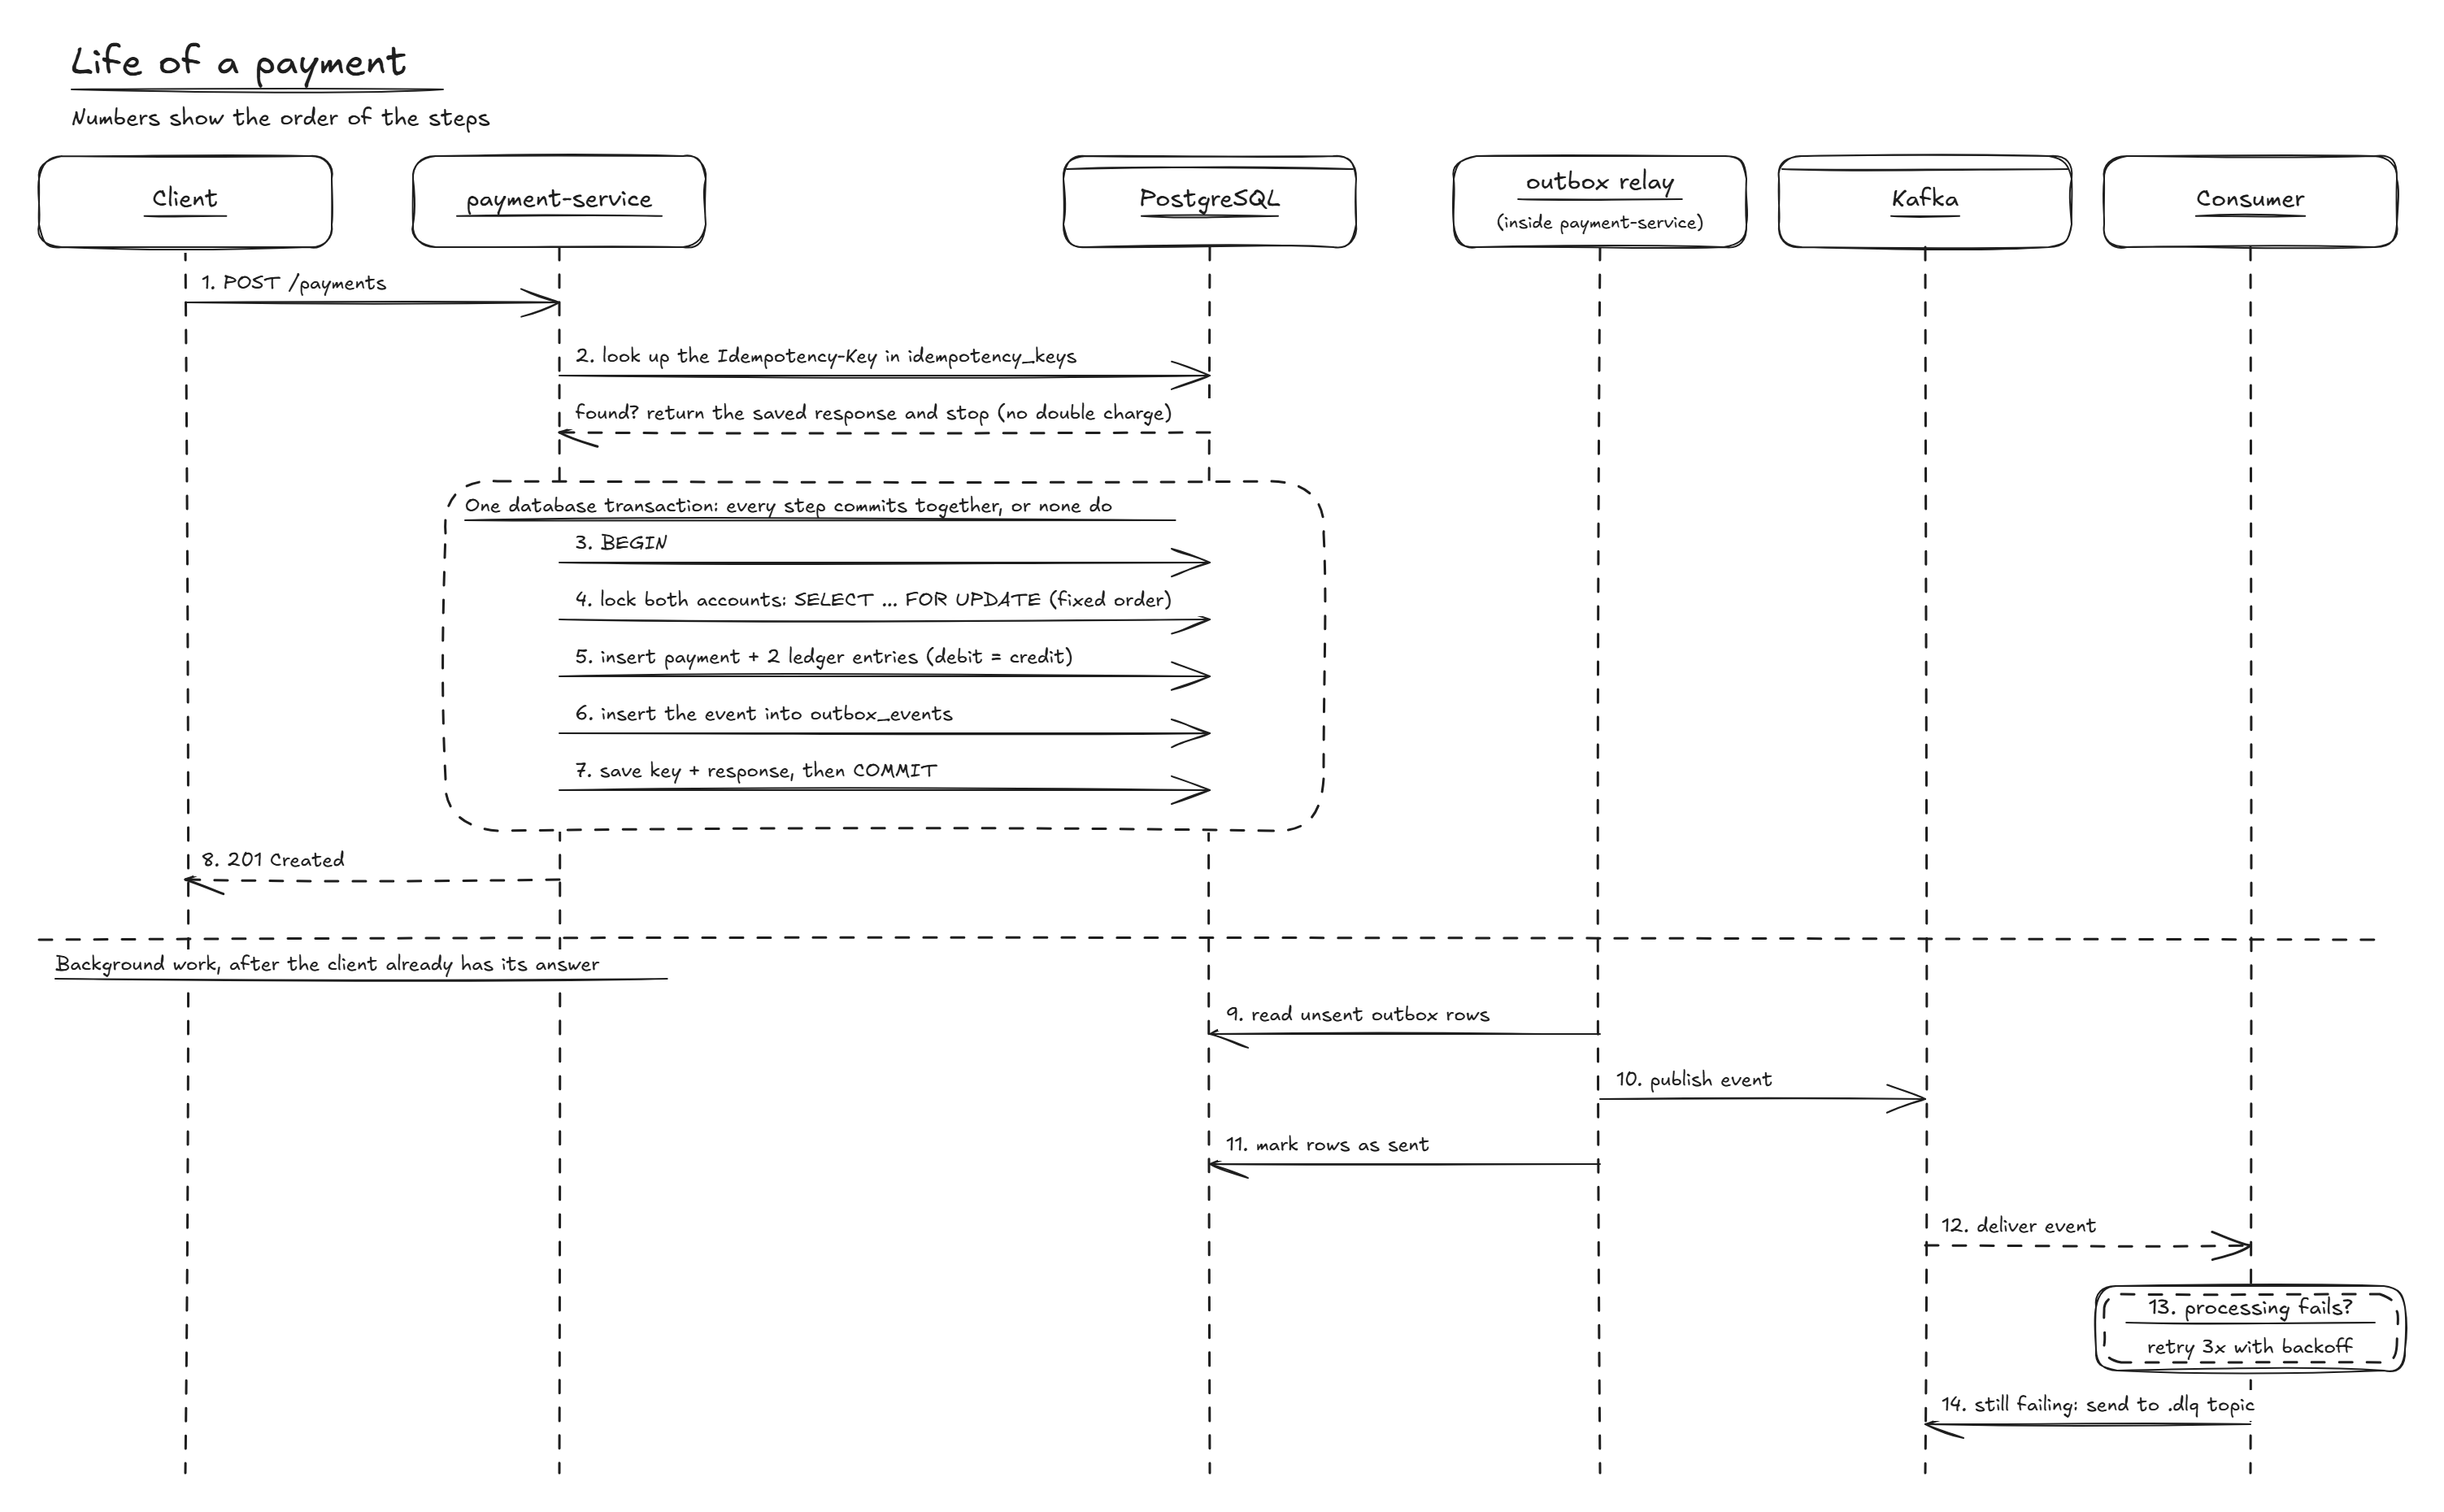 Life of a payment
Numbers show the order of the steps
Client
payment-service
PostgreSQL
outbox relay
(inside payment-service)
Kafka
Consumer
1. POST /payments
2. look up the Idempotency-Key in idempotency_keys
found? return the saved response and stop (no double charge)
One database transaction: every step commits together, or none do
3. BEGIN
4. lock both accounts: SELECT ... FOR UPDATE (fixed order)
5. insert payment + 2 ledger entries (debit = credit)
6. insert the event into outbox_events
7. save key + response, then COMMIT
8. 201 Created
Background work, after the client already has its answer
9. read unsent outbox rows
10. publish event
11. mark rows as sent
12. deliver event
13. processing fails?
retry 3x with backoff
14. still failing: send to .dlq topic